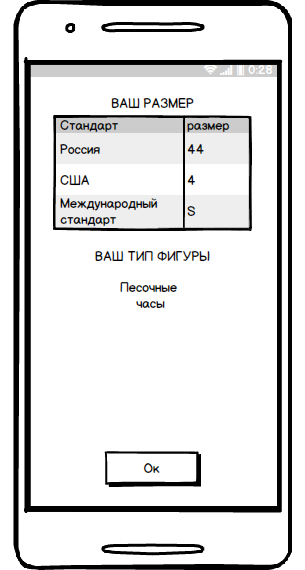 0:28
ВАШ РАЗМЕР
Стандарт размер
Россия 44
США 4
Международный
стандарт S
ВАШ ТИП ФИГУРЫ
Песочные
часы
Ок